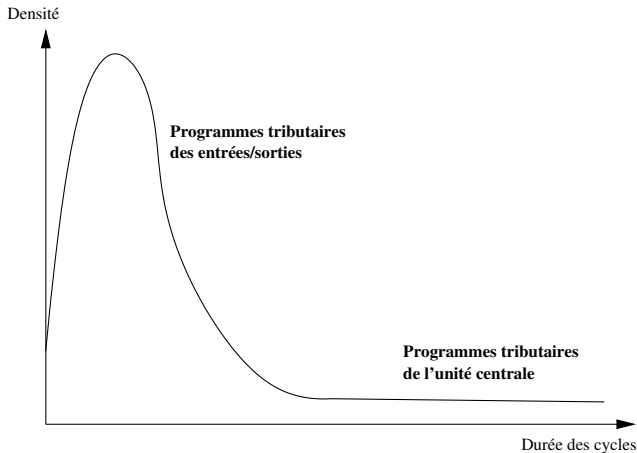 Densité
Programmes tributaires
des entrées/sorties
Programmes tributaires
de l’unité centrale
Durée des cycles